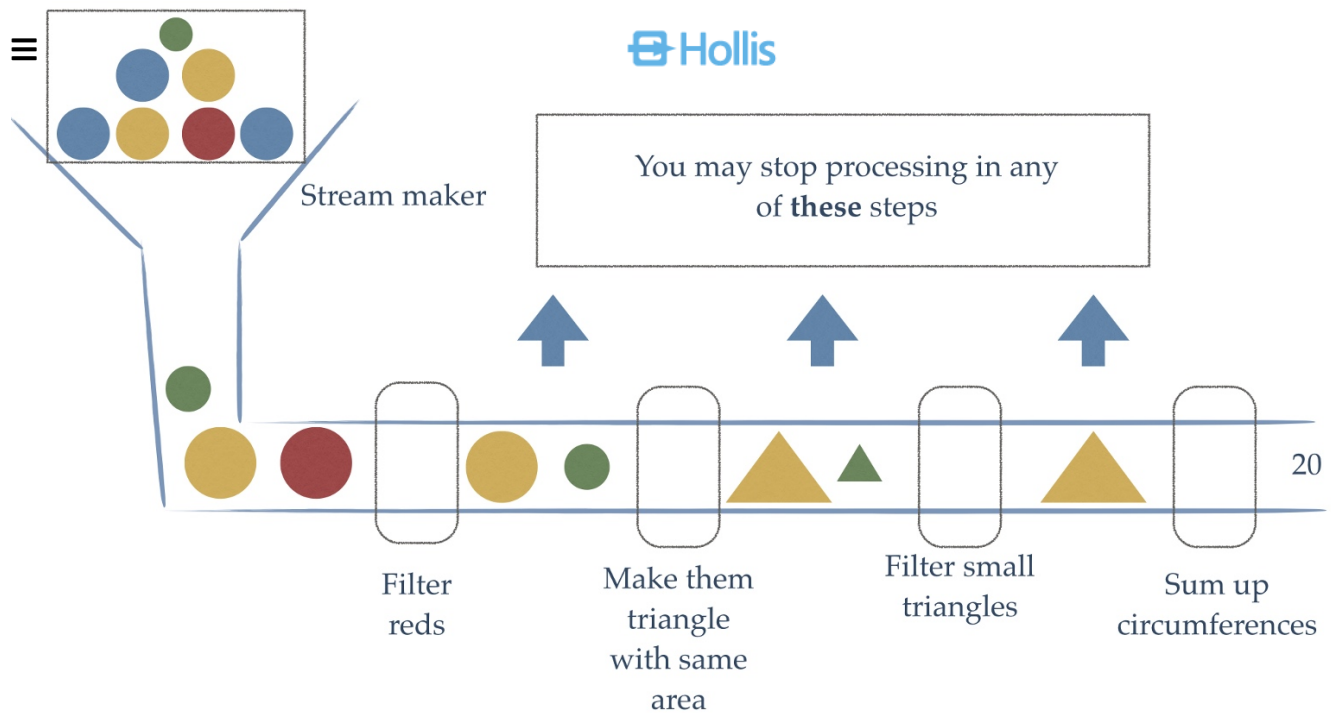 Hollis
You may stop processing in any
of these steps
Stream maker
20
Filter
reds
Make them
triangle
with same
area
Filter small
triangles
Sum up
circumferences